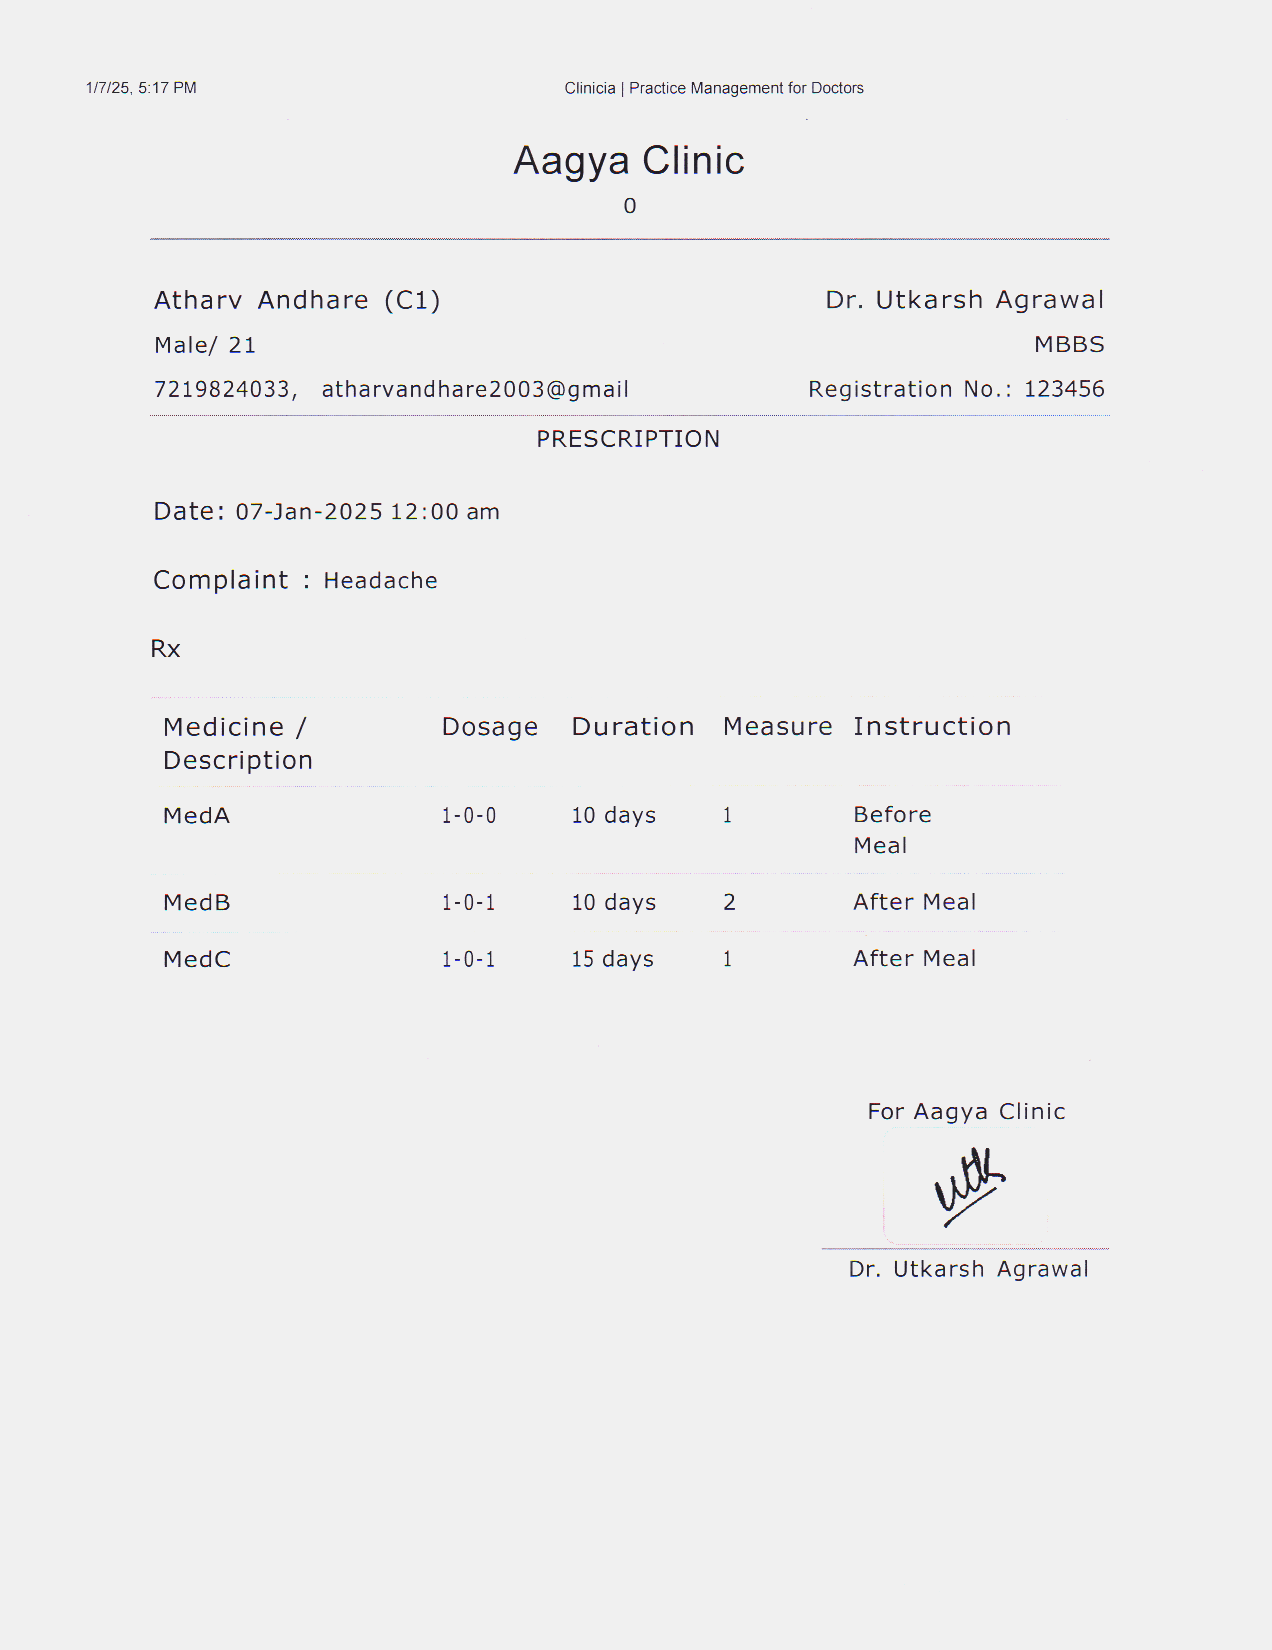 1/7/25, 5:17 PM Clinicia | Practice Management for Doctors
Aagya Clinic
0
Atharv Andhare (C1) Dr. Utkarsh Agrawal
Male/ 21 MBBS
7219824033, atharvandhare2003@gmail Registration No.: 123456
PRESCRIPTION
Date: 07-Jan-2025 12:00 am
Complaint : Headache
Rx
Medicine / Dosage Duration Measure Instruction
Description
MedA 1-0-0 10 days 1 Before
Meal
MedB 1-0-1 10 days 2 After Meal
MedC 1-0-1 15 days 1 After Meal
For Aagya Clinic
utk
Dr. Utkarsh Agrawal